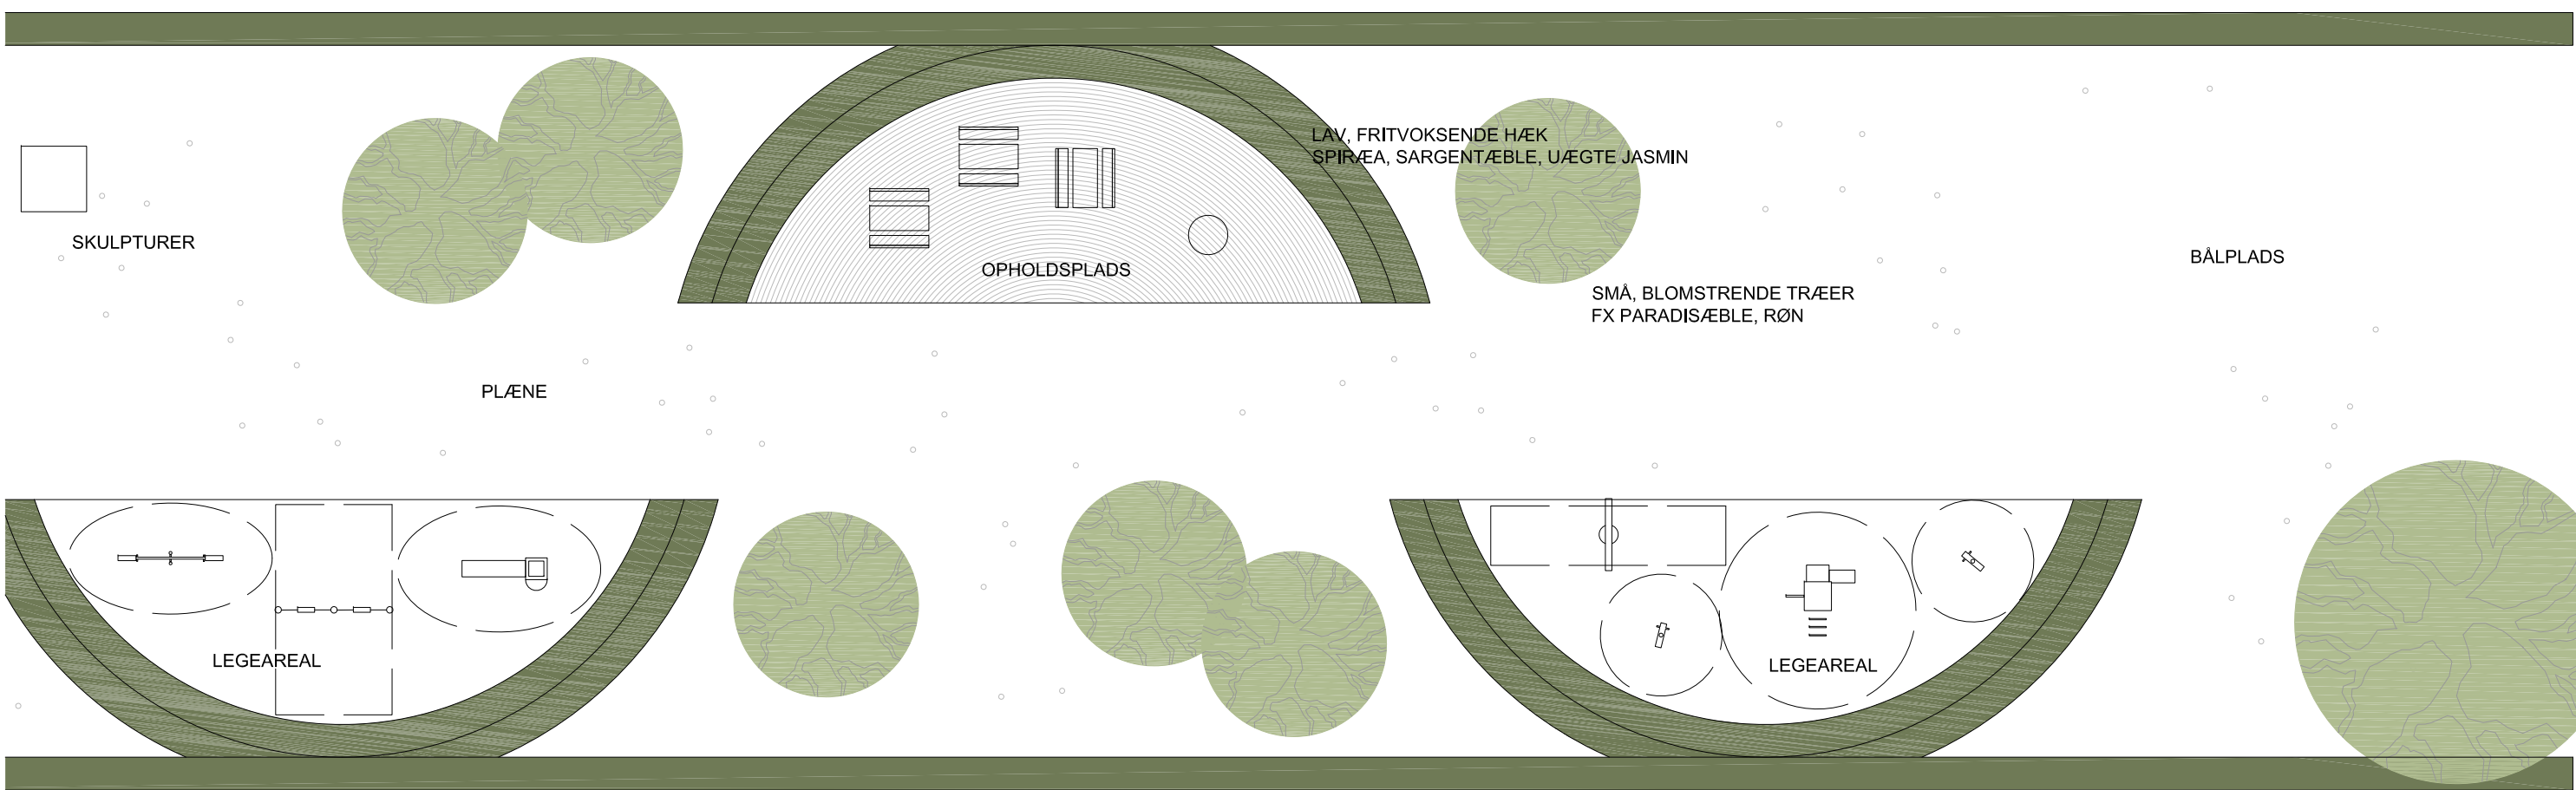 LAV, FRITVOKSENDE HÆK
SPIRÆA, SARGENTÆBLE, UÆGTE JASMIN
SKULPTURER
OPHOLDSPLADS
BÅLPLADS
SMÅ, BLOMSTRENDE TRÆER
FX PARADISÆBLE, RØN
PLÆNE
LEGEAREAL
LEGEAREAL